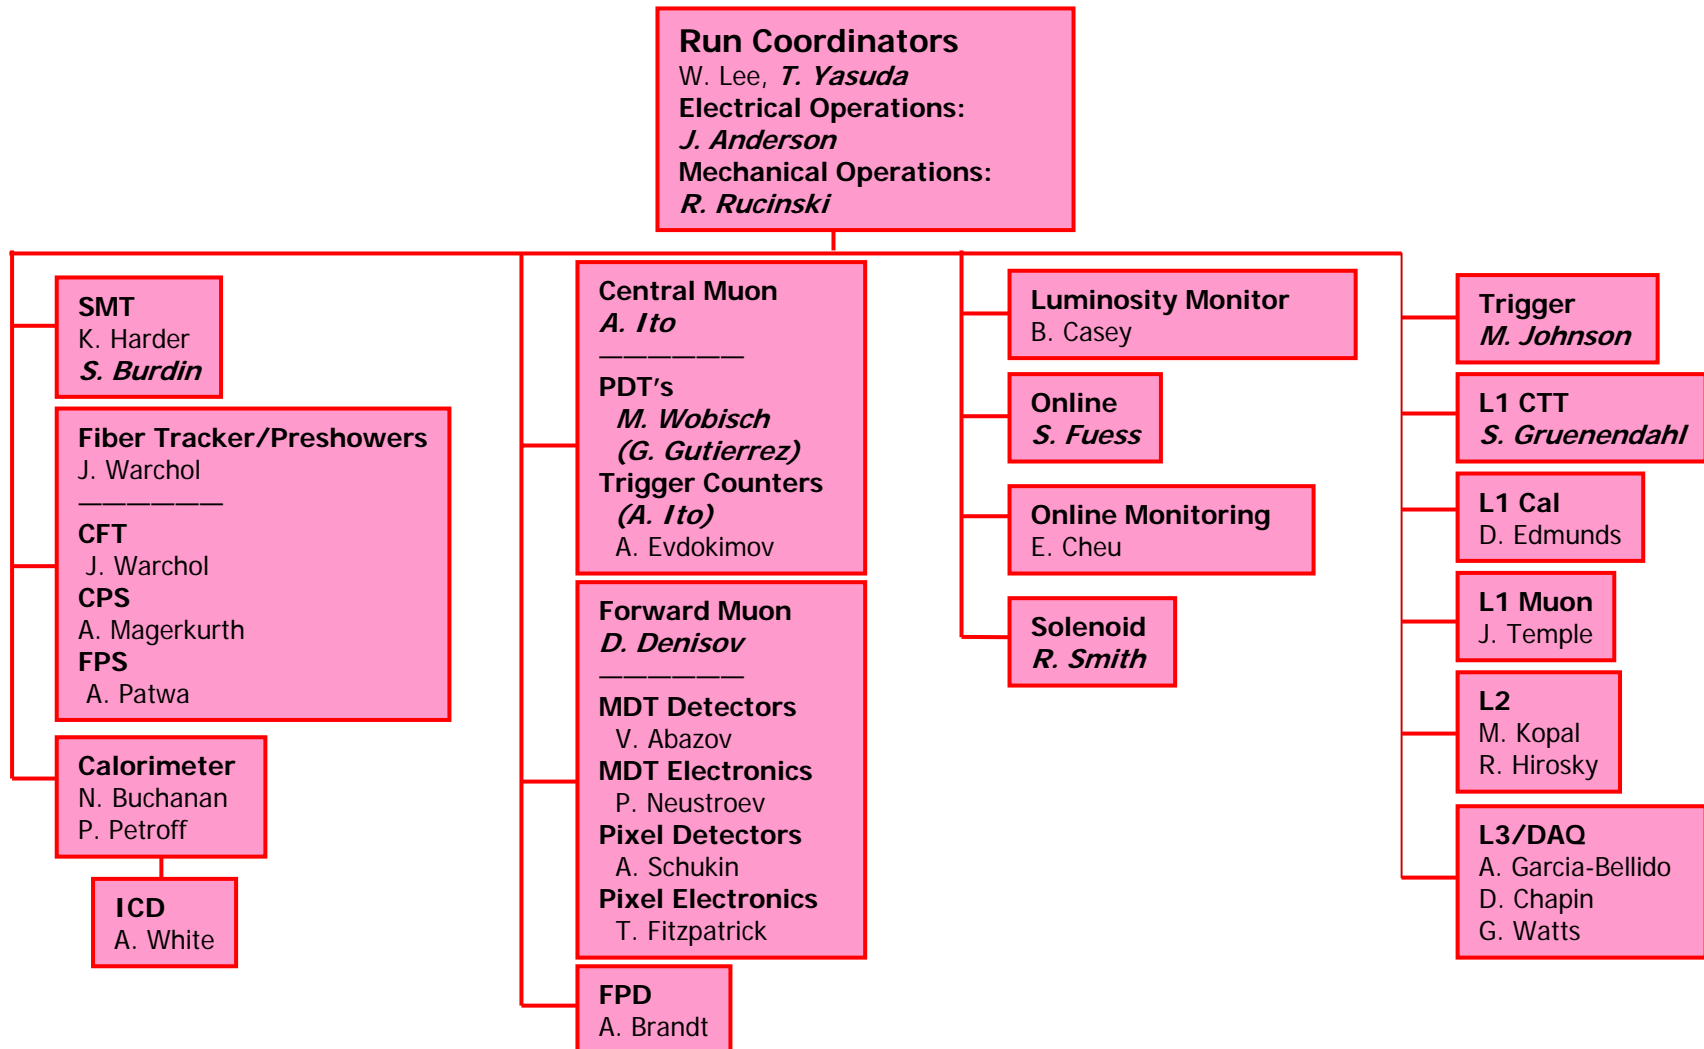 Run Coordinators
W. Lee, T. Yasuda
Electrical Operations:
J. Anderson
Mechanical Operations:
R. Rucinski
SMT
K. Harder
S. Burdin
Fiber Tracker/Preshowers
J. Warchol
——————
CFT
J. Warchol
CPS
A. Magerkurth
FPS
A. Patwa
Calorimeter
N. Buchanan
P. Petroff
ICD
A. White
Central Muon
A. Ito
——————
PDT's
M. Wobisch
(G. Gutierrez)
Trigger Counters
(A. Ito)
A. Evdokimov
Forward Muon
D. Denisov
——————
MDT Detectors
V. Abazov
MDT Electronics
P. Neustroev
Pixel Detectors
A. Schukin
Pixel Electronics
T. Fitzpatrick
FPD
A. Brandt
Luminosity Monitor
B. Casey
Online
S. Fuess
Online Monitoring
E. Cheu
Solenoid
R. Smith
Trigger
M. Johnson
L1 CTT
S. Gruenendahl
L1 Cal
D. Edmunds
L1 Muon
J. Temple
L2
M. Kopal
R. Hirosky
L3/DAQ
A. Garcia-Bellido
D. Chapin
G. Watts